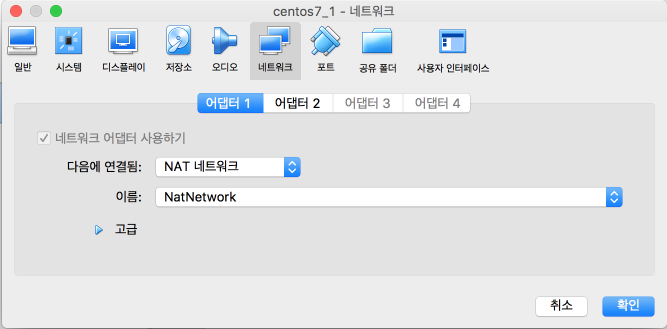 centos7_1 - 네트워크
일반 시스템 디스플레이 저장소 오디오 네트워크 포트 공유 폴더 사용자 인터페이스
어댑터 1 어댑터 2 어댑터 3 어댑터 4
네트워크 어댑터 사용하기
다음에 연결됨: NAT 네트워크
이름: NatNetwork
고급
취소 확인